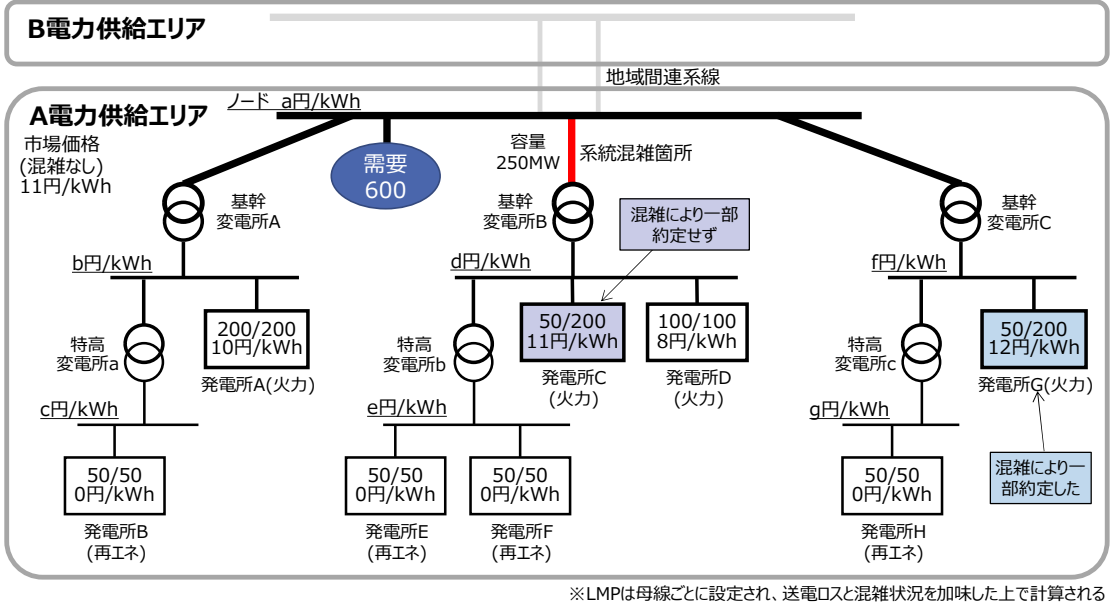 B電力供給エリア
地域間連系線
A電力供給エリア
ノード a円/kWh
市場価格
(混雑なし)
11円/kWh
需要
600
容量
250MW
系統混雑箇所
基幹
変電所A
基幹
変電所B
混雑により一部
約定せず
基幹
変電所C
b円/kWh
d円/kWh
f円/kWh
特高
変電所a
200/200
10円/kWh
発電所A(火力)
特高
変電所b
50/200
11円/kWh
発電所C
(火力)
100/100
8円/kWh
発電所D
(火力)
特高
変電所c
50/200
12円/kWh
発電所G(火力)
c円/kWh
e円/kWh
g円/kWh
50/50
0円/kWh
発電所B
(再エネ)
50/50
0円/kWh
発電所E
(再エネ)
50/50
0円/kWh
発電所F
(再エネ)
50/50
0円/kWh
発電所H
(再エネ)
混雑により一
部約定した
※LMPは母線ごとに設定され、送電ロスと混雑状況を加味した上で計算される